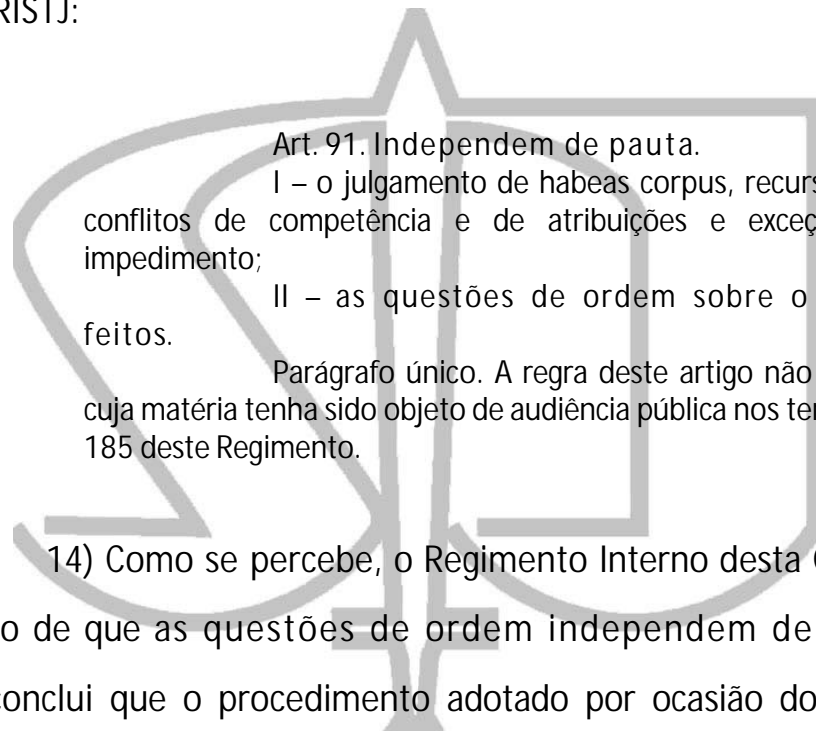 RISTJ:
Art. 91. Independem de pauta.
I – o julgamento de habeas corpus, recurs
conflitos de competência e de atribuições e exceç
impedimento;
II – as questões de ordem sobre o
feitos.
Parágrafo único. A regra deste artigo não
cuja matéria tenha sido objeto de audiência pública nos ter
185 deste Regimento.
14) Como se percebe, o Regimento Interno desta
o de que as questões de ordem independem de
conclui que o procedimento adotado por ocasião do